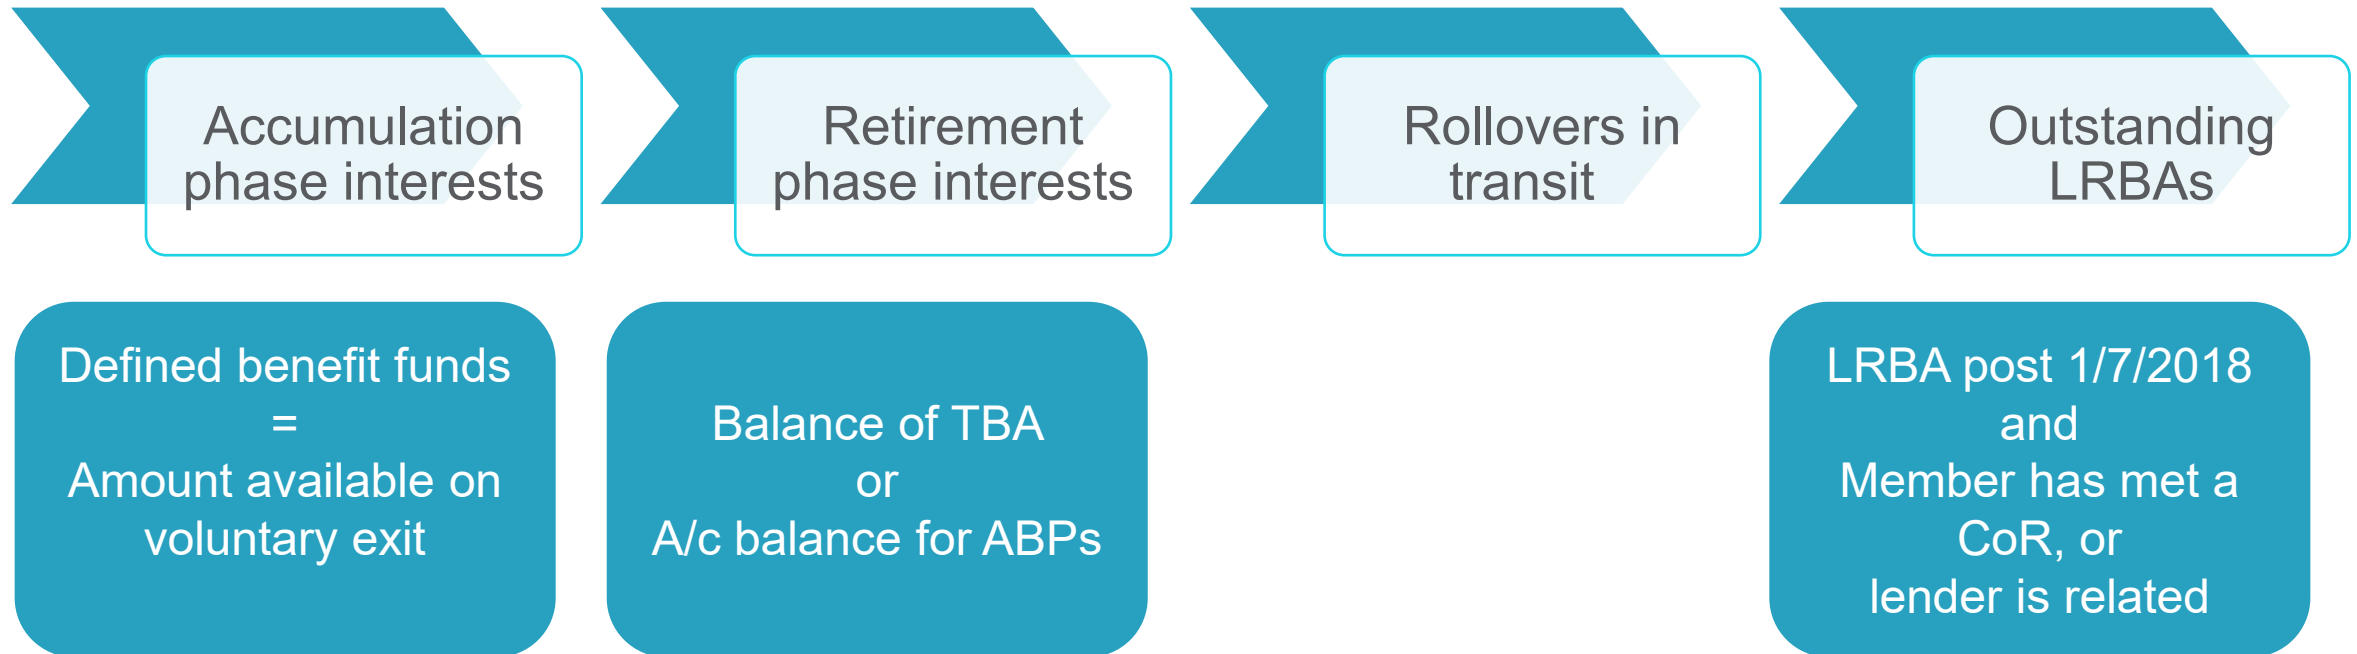 Accumulation
phase interests
Retirement
phase interests
Rollovers in
transit
Outstanding
LRBAs
Defined benefit funds
=
Amount available on
voluntary exit
Balance of TBA
or
A/c balance for ABPs
LRBA post 1/7/2018
and
Member has met a
CoR, or
lender is related